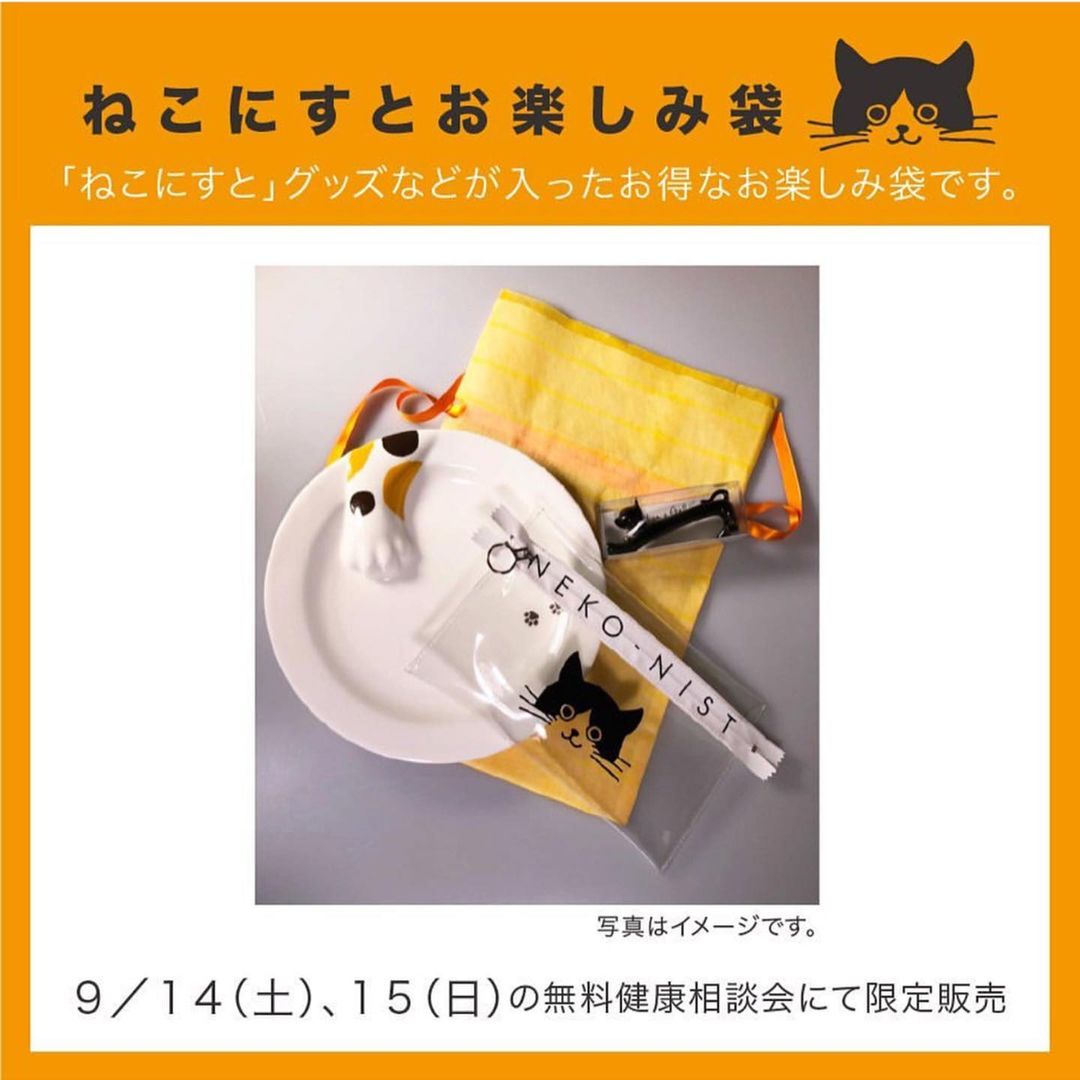 ねこにすとお楽しみ袋
「ねこにすと」グッズなどが入ったお得なお楽しみ袋です。
NEKO-NIST
写真はイメージです。
9/14(土)、15(日)の無料健康相談会にて限定販売